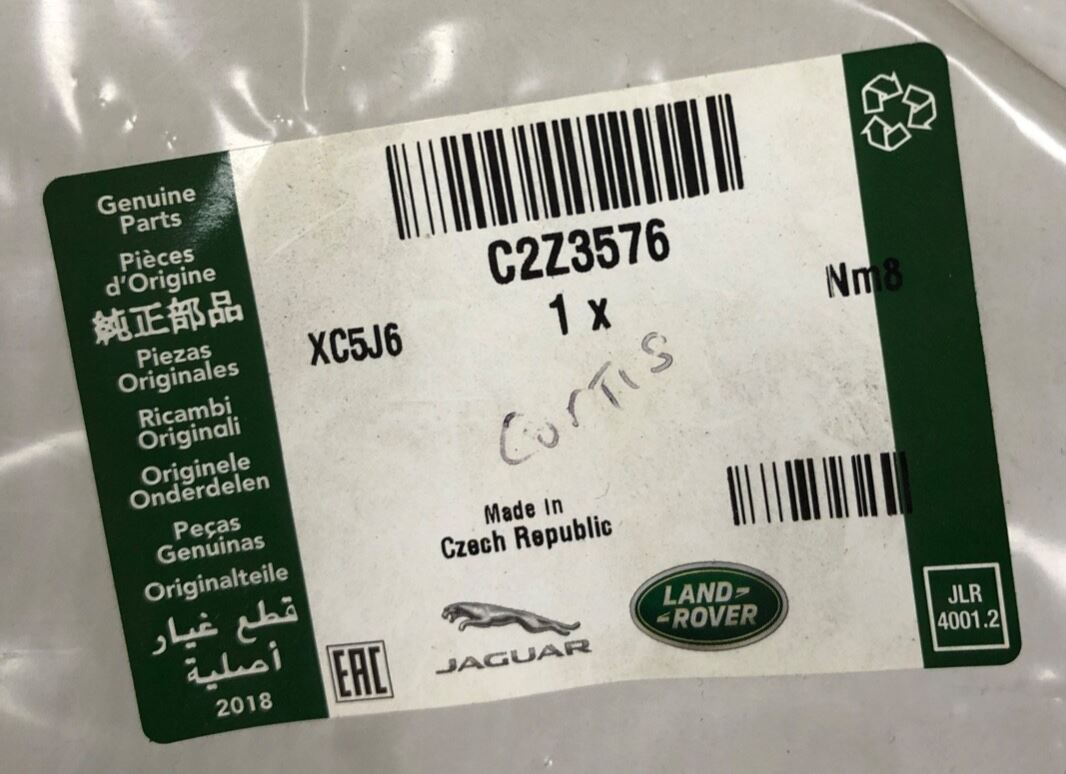 Genuine
Parts
Pièces
d'Origine
純正部品
Piezas
Originales
Ricambi
Originali
Originele
Onderdelen
Peças
Genuinas
Originalteile
قطع غيار
أصلية
2018
C2Z3576
1 x
Nm8
XC5J6
Curtis
Made in
Czech Republic
EAC
JAGUAR
LAND-
-ROVER
JLR
4001.2